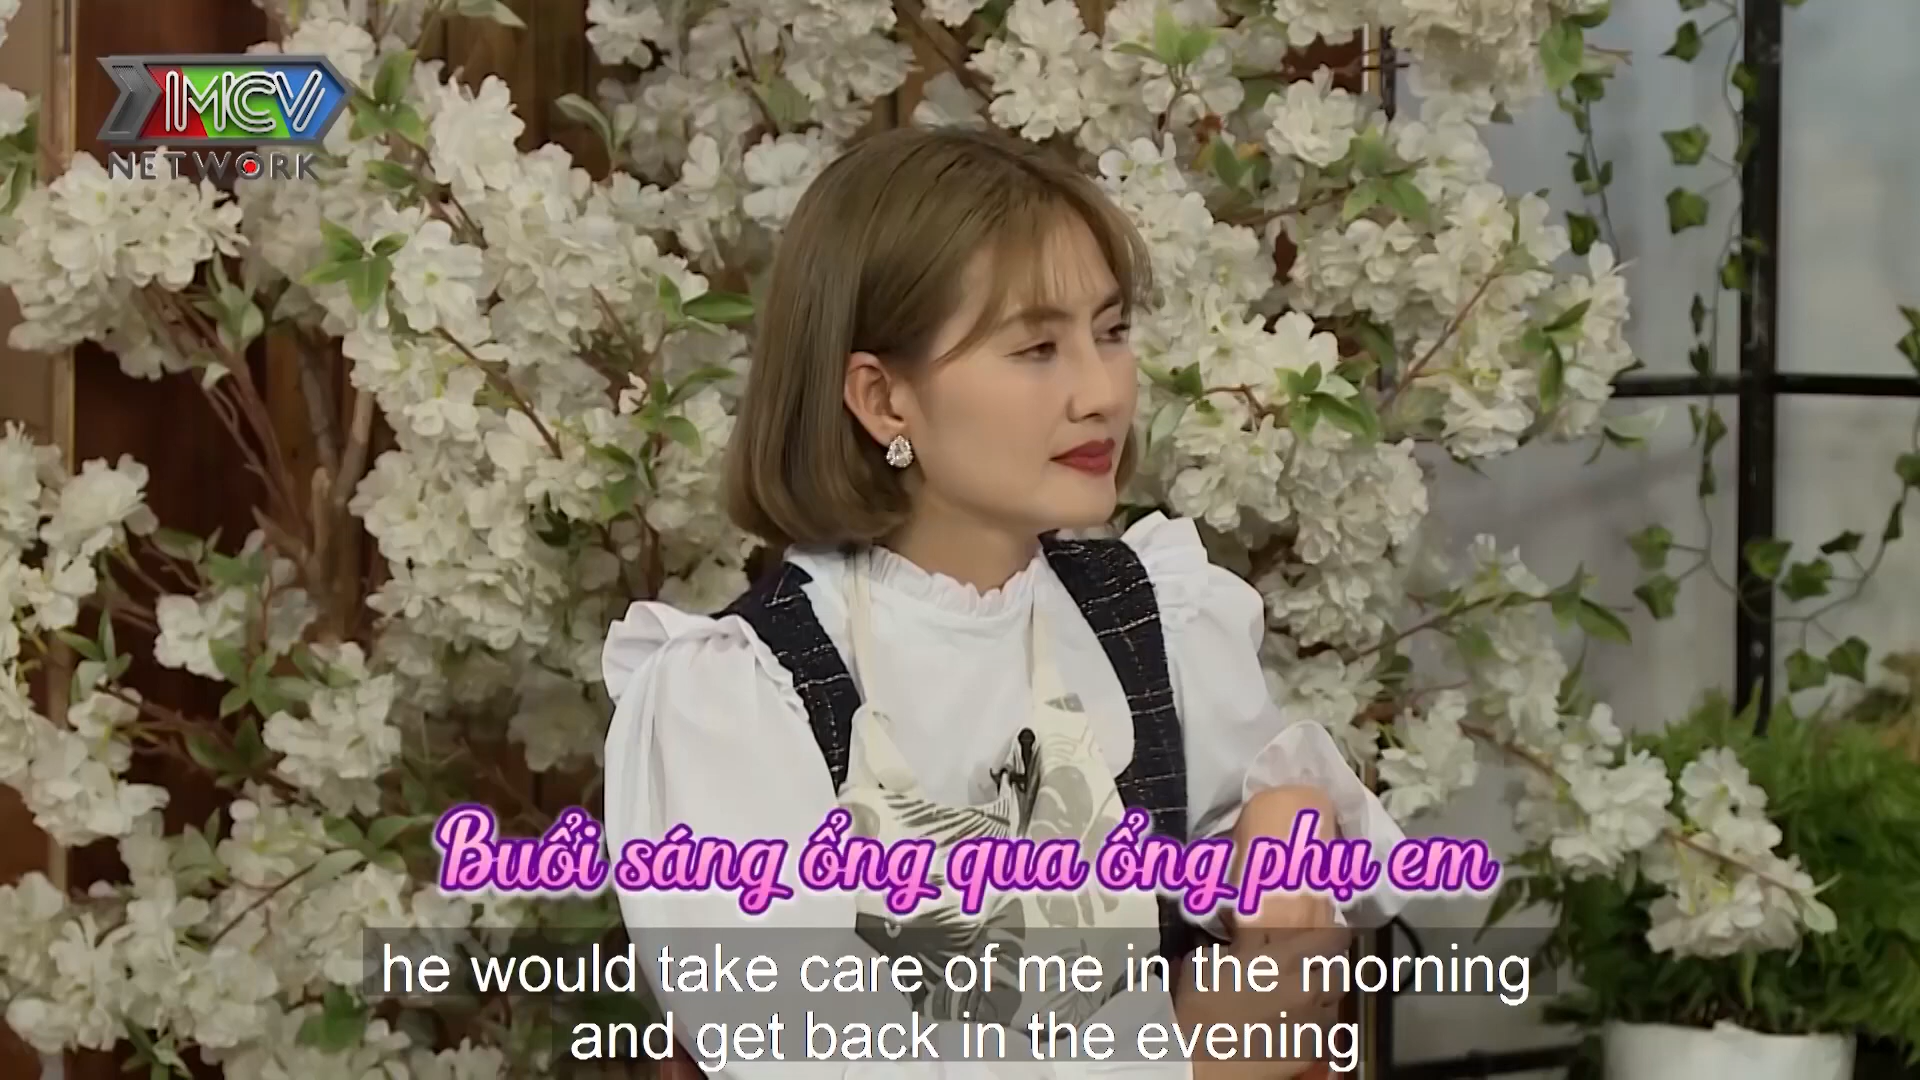 MCV
NETWORK
Buổi sáng ổng qua ổng phụ em
he would take care of me in the morning
and get back in the evening